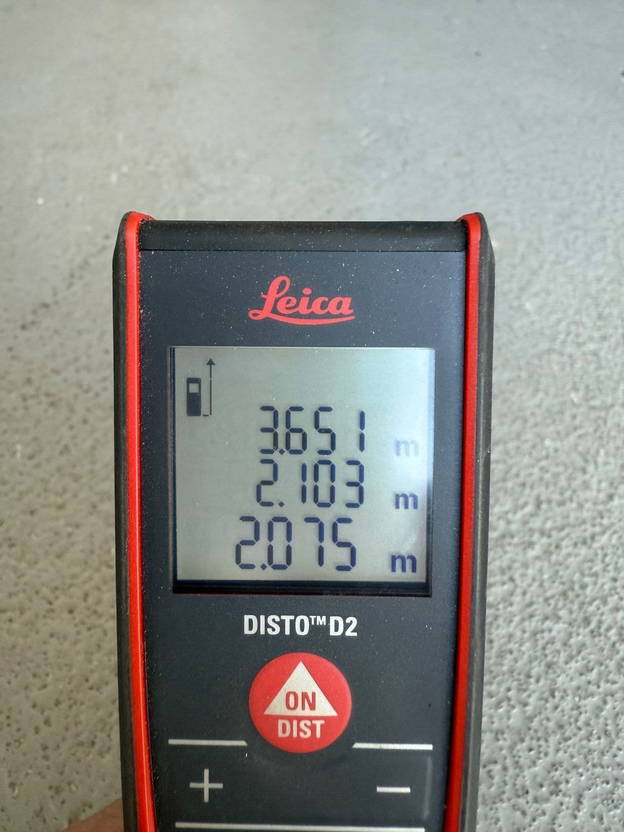 Leica
3.651 m
2.103 m
2.075 m
DISTO™ D2
ON
DIST
+ −